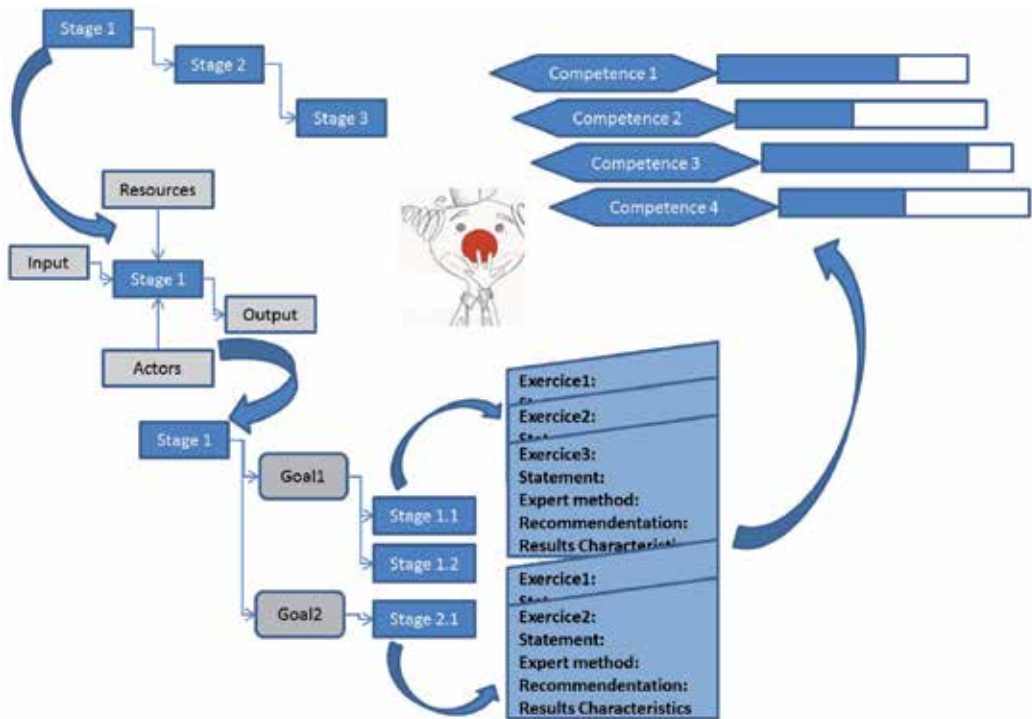 Stage 1
Stage 2
Stage 3
Competence 1
Competence 2
Competence 3
Competence 4
Resources
Input
Stage 1
Output
Actors
Stage 1
Goal1
Stage 1.1
Stage 1.2
Goal2
Stage 2.1
Exercice1:
Exercice2:
Exercice3:
Statement:
Expert method:
Recommendentation:
Results Characteristics
Exercice1:
Exercice2:
Statement:
Expert method:
Recommendentation:
Results Characteristics